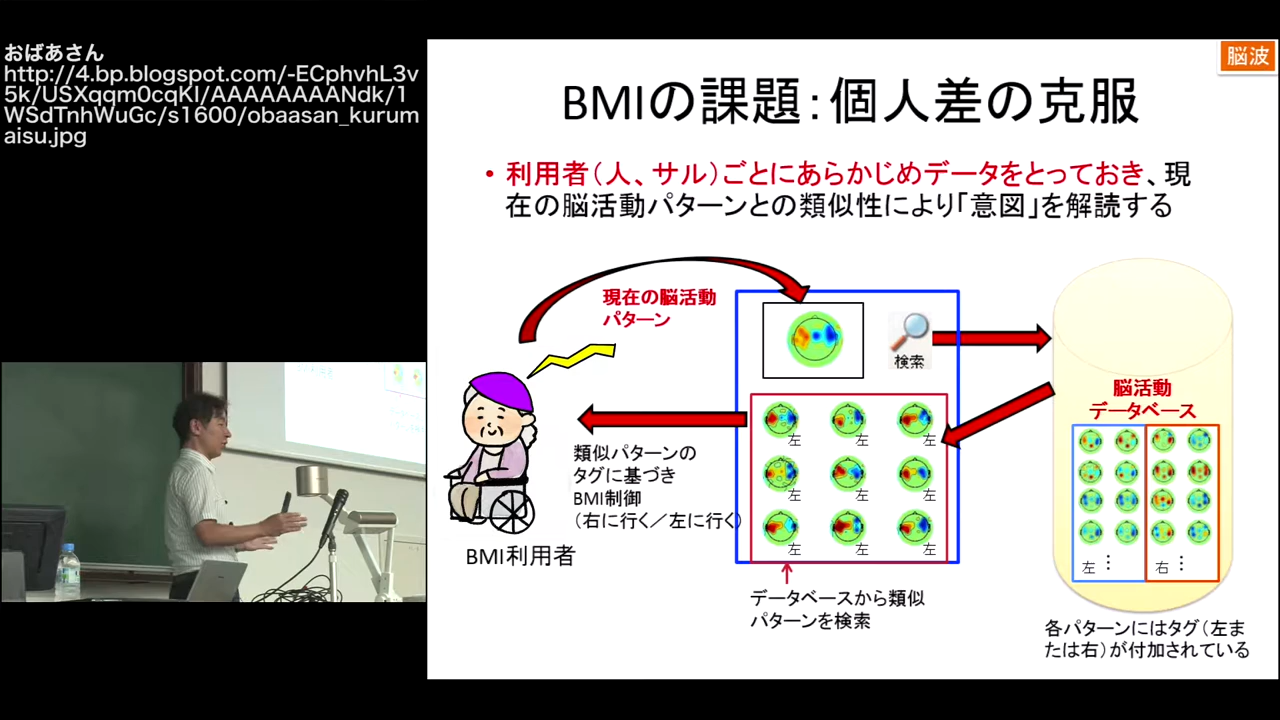 おばあさん
http://4.bp.blogspot.com/-ECphvhL3v
5k/USXqqm0cqKI/AAAAAAAANdk/1
WSdTnhWuGc/s1600/obaasan_kurum
aisu.jpg
脳波
BMIの課題：個人差の克服
• 利用者（人、サル）ごとにあらかじめデータをとっておき、現
在の脳活動パターンとの類似性により「意図」を解読する
現在の脳活動
パターン
検索
脳活動
データベース
左 左 左
左 左 左
左 左 左
類似パターンの
タグに基づき
BMI制御
（右に行く／左に行く）
BMI利用者
左 ⋮ 右 ⋮
データベースから類似
パターンを検索
各パターンにはタグ（左ま
たは右）が付加されている